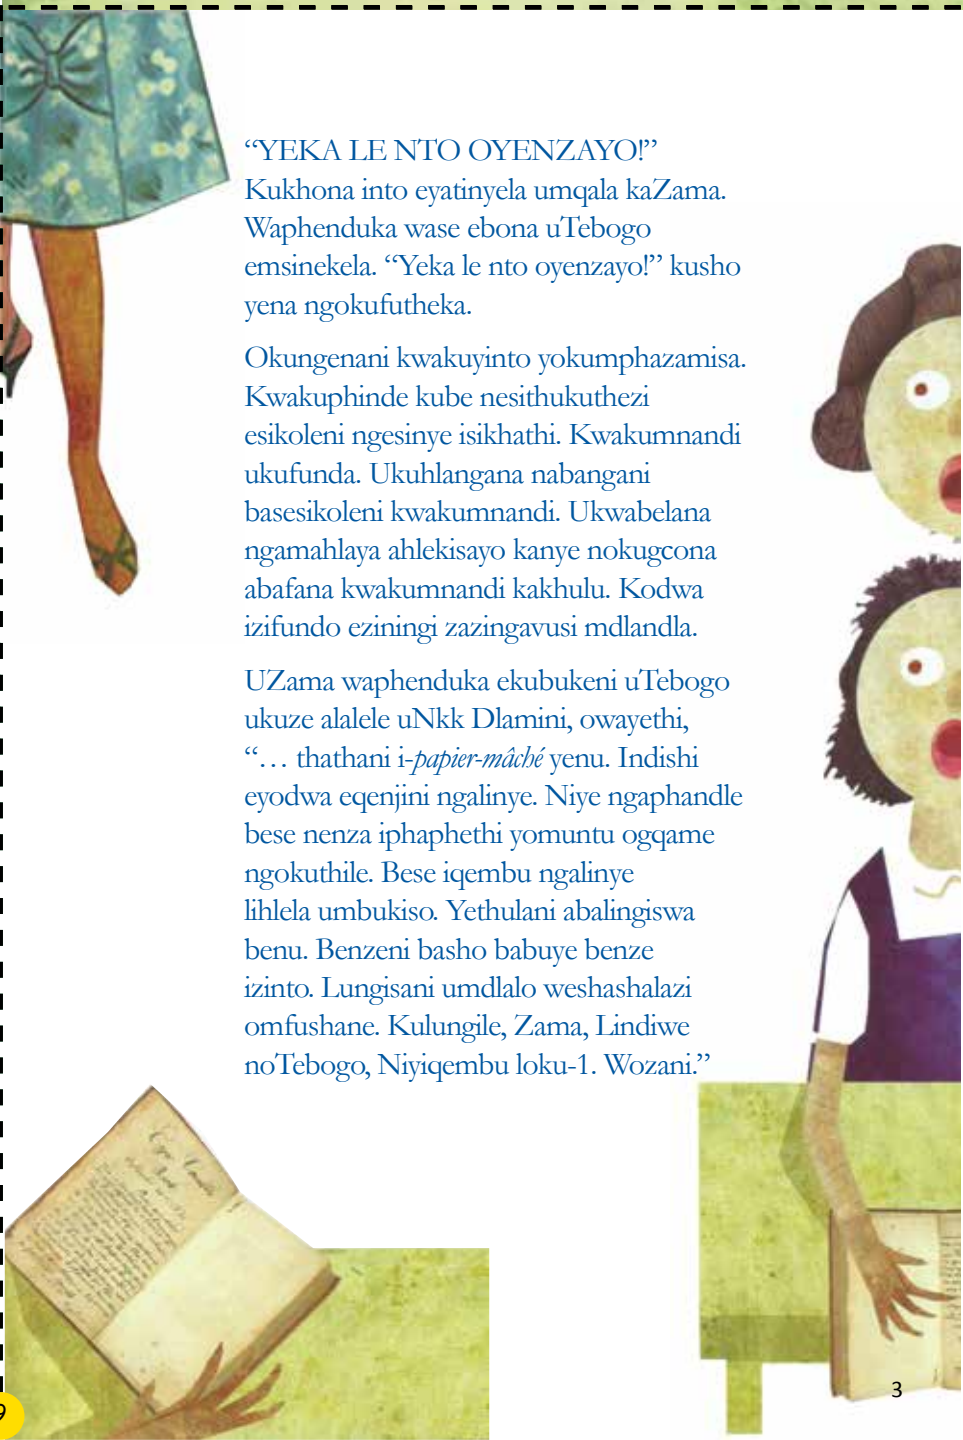 “YEKA LE NTO OYENZAYO!”
Kukhona into eyatinyela umqala kaZama.
Waphenduka wase ebona uTebogo
emsinekela. “Yeka le nto oyenzayo!” kusho
yena ngokufutheka.
Okungenani kwakuyinto yokumphazamisa.
Kwakuphinde kube nesithukuthezi
esikoleni ngesinye isikhathi. Kwakumnandi
ukufunda. Ukuhlangana nabangani
basesikoleni kwakumnandi. Ukwabelana
ngamahlaya ahlekisayo kanye nokugcona
abafana kwakumnandi kakhulu. Kodwa
izifundo eziningi zazingavusi mdlandla.
UZama waphenduka ekubukeni uTebogo
ukuze alalele uNkk Dlamini, owayethi,
“… thathani i-papier-mâché yenu. Indishi
eyodwa eqenjini ngalinye. Niye ngaphandle
bese nenza iphaphethi yomuntu ogqame
ngokuthile. Bese iqembu ngalinye
lihlela umbukiso. Yethulani abalingiswa
benu. Benzeni basho babuye benze
izinto. Lungisani umdlalo weshashalazi
omfushane. Kulungile, Zama, Lindiwe
noTebogo, Niyiqembu loku-1. Wozani.”
3